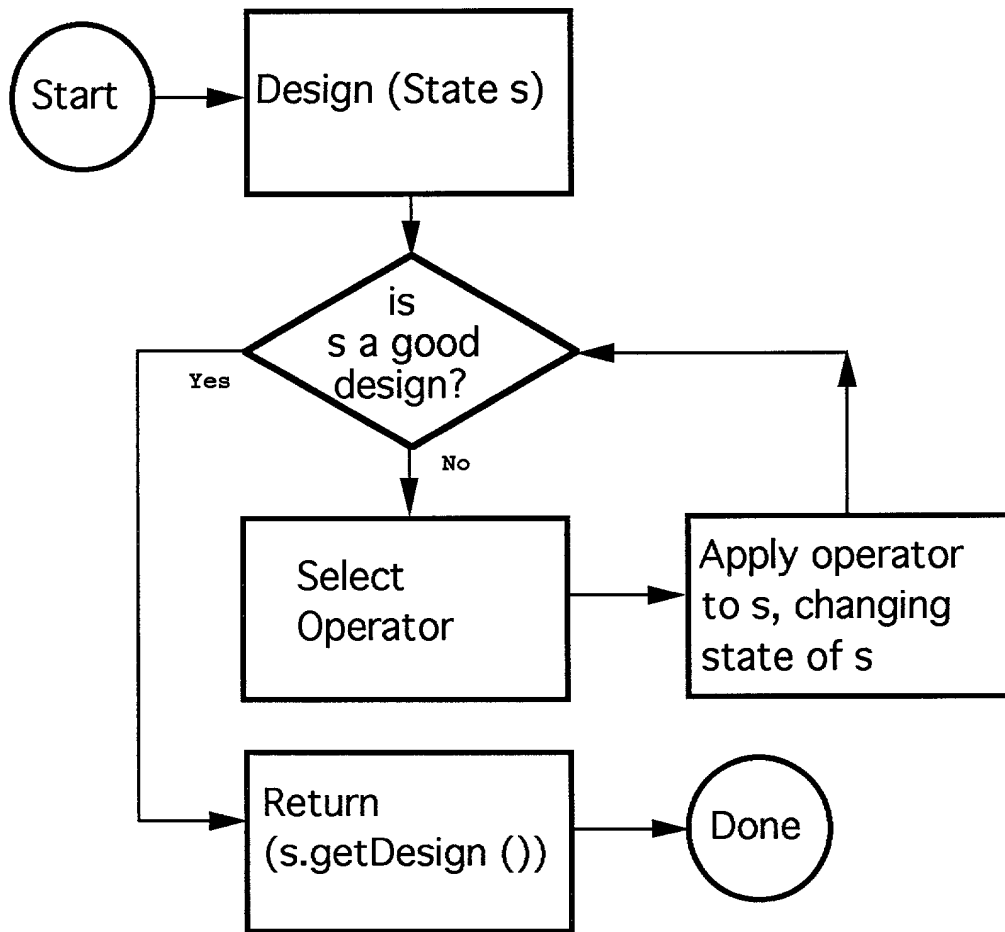 Start
Design (State s)
is
s a good
design?
Yes
No
Select
Operator
Apply operator
to s, changing
state of s
Return
(s.getDesign ())
Done